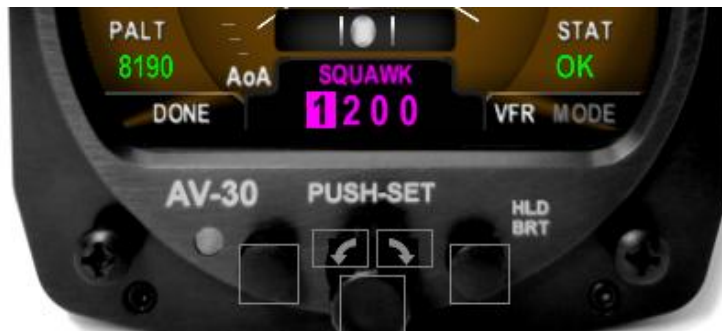 PALT
8190
AoA
SQUAWK
1200
STAT
OK
DONE
VFR MODE
AV-30
PUSH-SET
HLD
BRT